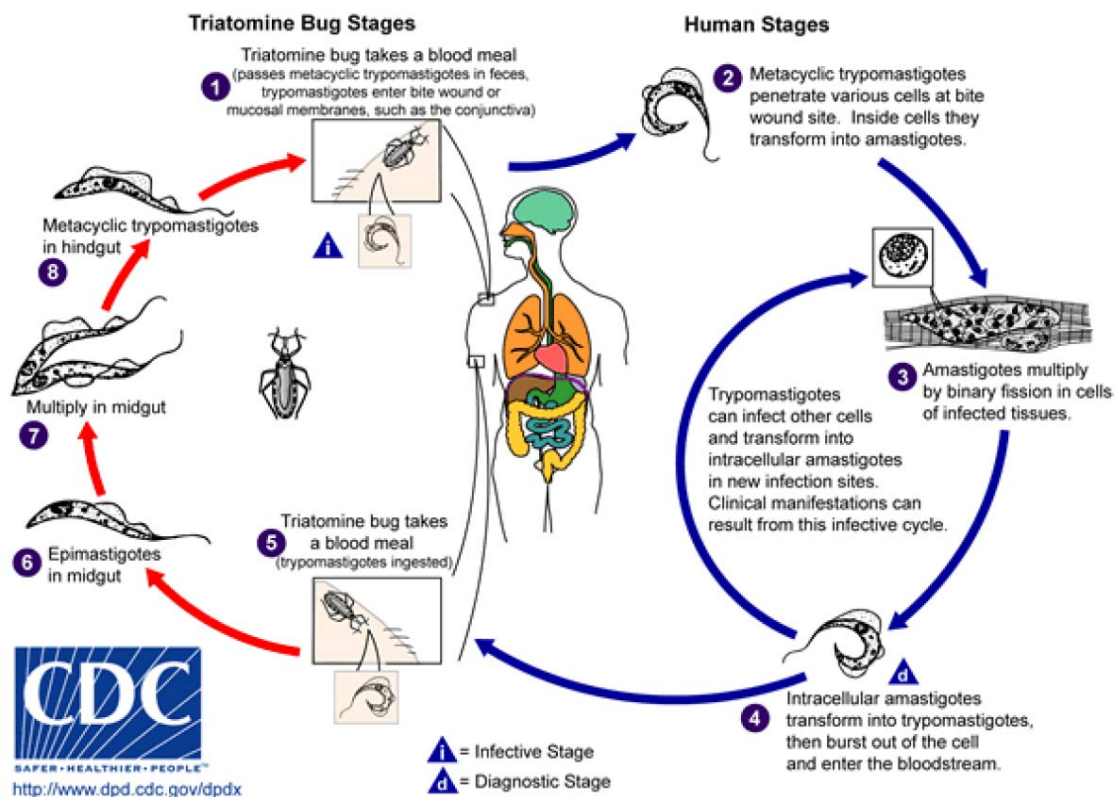 Triatomine Bug Stages
Triatomine bug takes a blood meal
(passes metacyclic trypomastigotes in feces,
trypomastigotes enter bite wound or
mucosal membranes, such as the conjunctiva)
1
i
Human Stages
2
Metacyclic trypomastigotes
penetrate various cells at bite
wound site. Inside cells they
transform into amastigotes.
3
Amastigotes multiply
by binary fission in cells
of infected tissues.
Trypomastigotes
can infect other cells
and transform into
intracellular amastigotes
in new infection sites.
Clinical manifestations can
result from this infective cycle.
d
4
Intracellular amastigotes
transform into trypomastigotes,
then burst out of the cell
and enter the bloodstream.
5
Triatomine bug takes
a blood meal
(trypomastigotes ingested)
6
Epimastigotes
in midgut
Multiply in midgut
7
Metacyclic trypomastigotes
in hindgut
8
i = Infective Stage
d = Diagnostic Stage
CDC
SAFER·HEALTHIER·PEOPLE™
http://www.dpd.cdc.gov/dpdx